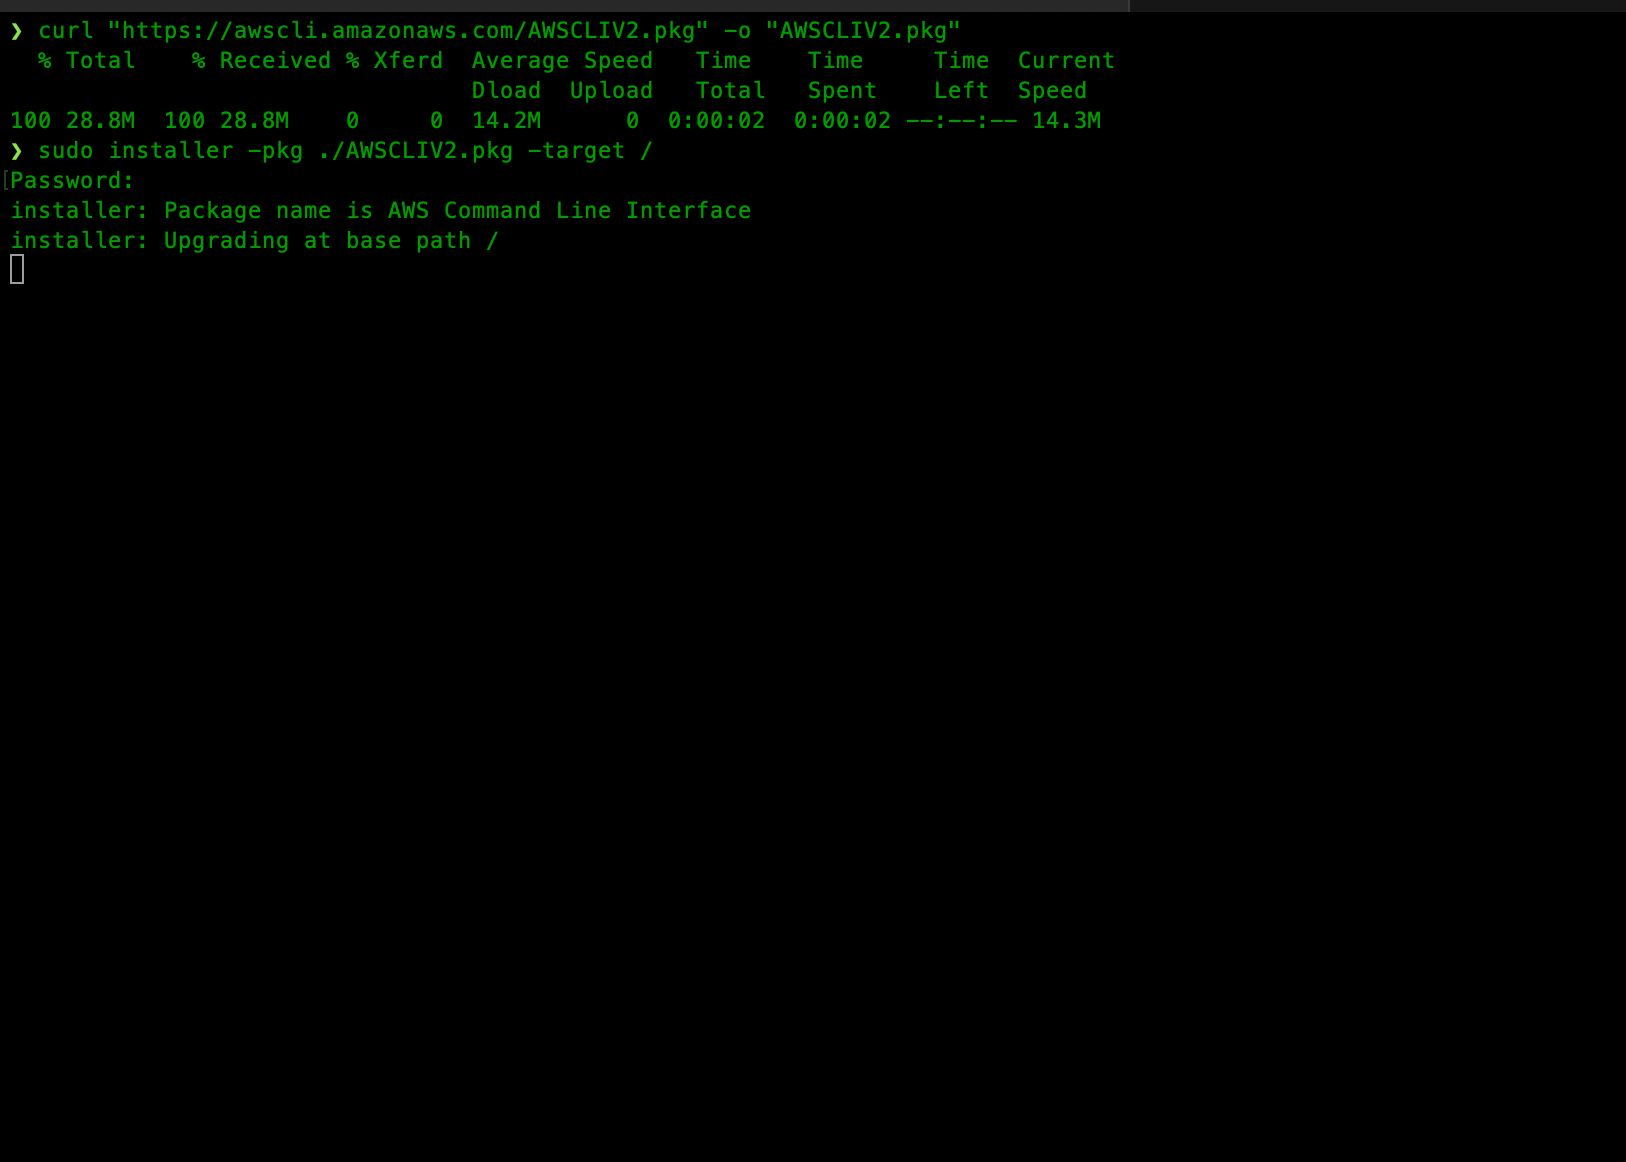 ❯ curl "https://awscli.amazonaws.com/AWSCLIV2.pkg" -o "AWSCLIV2.pkg"
  % Total    % Received % Xferd  Average Speed   Time    Time     Time  Current
                                 Dload  Upload   Total   Spent    Left  Speed
100 28.8M  100 28.8M    0     0  14.2M      0  0:00:02  0:00:02 --:--:-- 14.3M
❯ sudo installer -pkg ./AWSCLIV2.pkg -target /
[Password:
installer: Package name is AWS Command Line Interface
installer: Upgrading at base path /